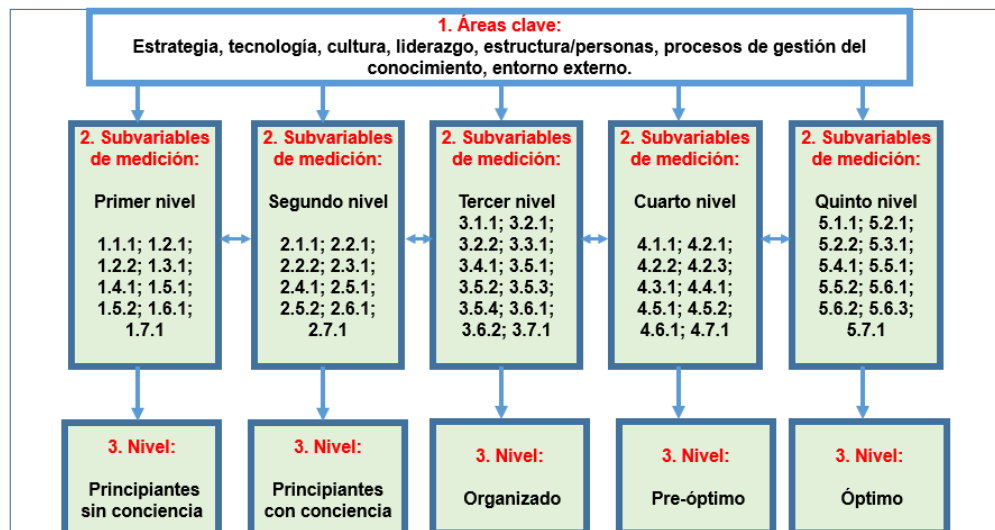 1. Áreas clave:
Estrategia, tecnología, cultura, liderazgo, estructura/personas, procesos de gestión del
conocimiento, entorno externo.
2. Subvariables
de medición:
Primer nivel
1.1.1; 1.2.1;
1.2.2; 1.3.1;
1.4.1; 1.5.1;
1.5.2; 1.6.1;
1.7.1
2. Subvariables
de medición:
Segundo nivel
2.1.1; 2.2.1;
2.2.2; 2.3.1;
2.4.1; 2.5.1;
2.5.2; 2.6.1;
2.7.1
2. Subvariables
de medición:
Tercer nivel
3.1.1; 3.2.1;
3.2.2; 3.3.1;
3.4.1; 3.5.1;
3.5.2; 3.5.3;
3.5.4; 3.6.1;
3.6.2; 3.7.1
2. Subvariables
de medición:
Cuarto nivel
4.1.1; 4.2.1;
4.2.2; 4.2.3;
4.3.1; 4.4.1;
4.5.1; 4.5.2;
4.6.1; 4.7.1
2. Subvariables
de medición:
Quinto nivel
5.1.1; 5.2.1;
5.2.2; 5.3.1;
5.4.1; 5.5.1;
5.5.2; 5.6.1;
5.6.2; 5.6.3;
5.7.1
3. Nivel:
Principiantes
sin conciencia
3. Nivel:
Principiantes
con conciencia
3. Nivel:
Organizado
3. Nivel:
Pre-óptimo
3. Nivel:
Óptimo